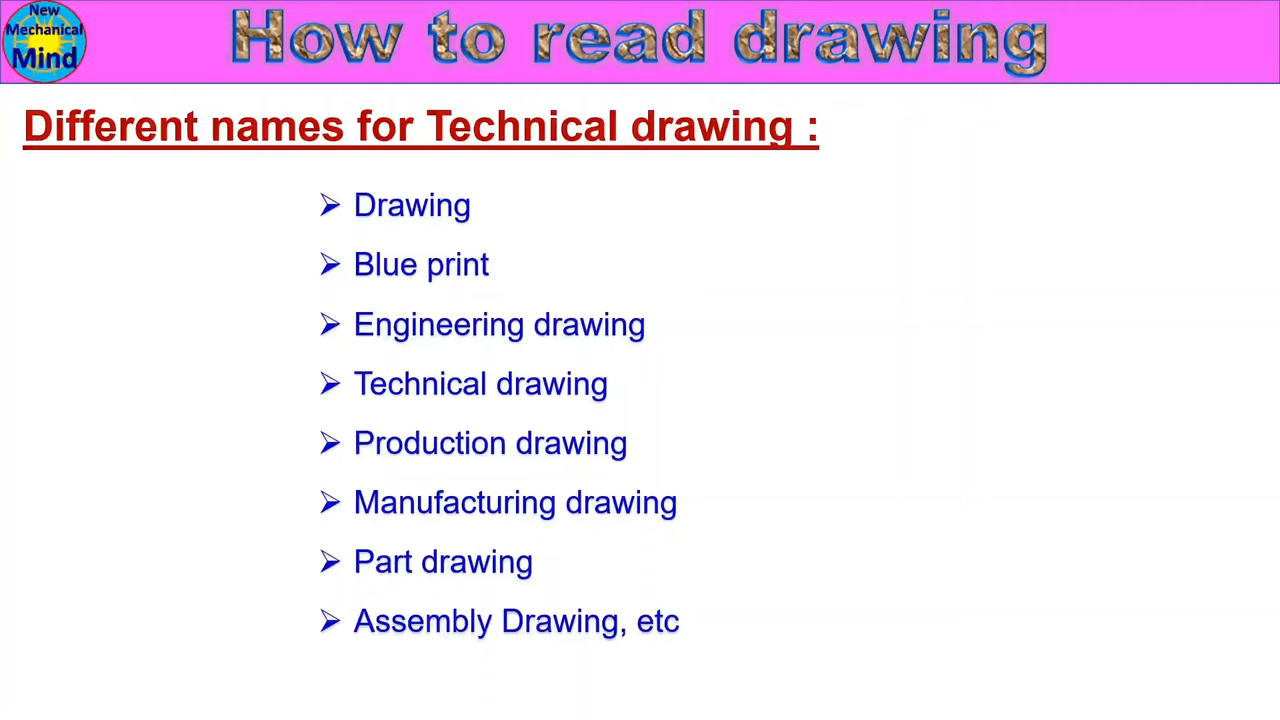 New
Mechanical
Mind
How to read drawing
Different names for Technical drawing :
➢ Drawing
➢ Blue print
➢ Engineering drawing
➢ Technical drawing
➢ Production drawing
➢ Manufacturing drawing
➢ Part drawing
➢ Assembly Drawing, etc